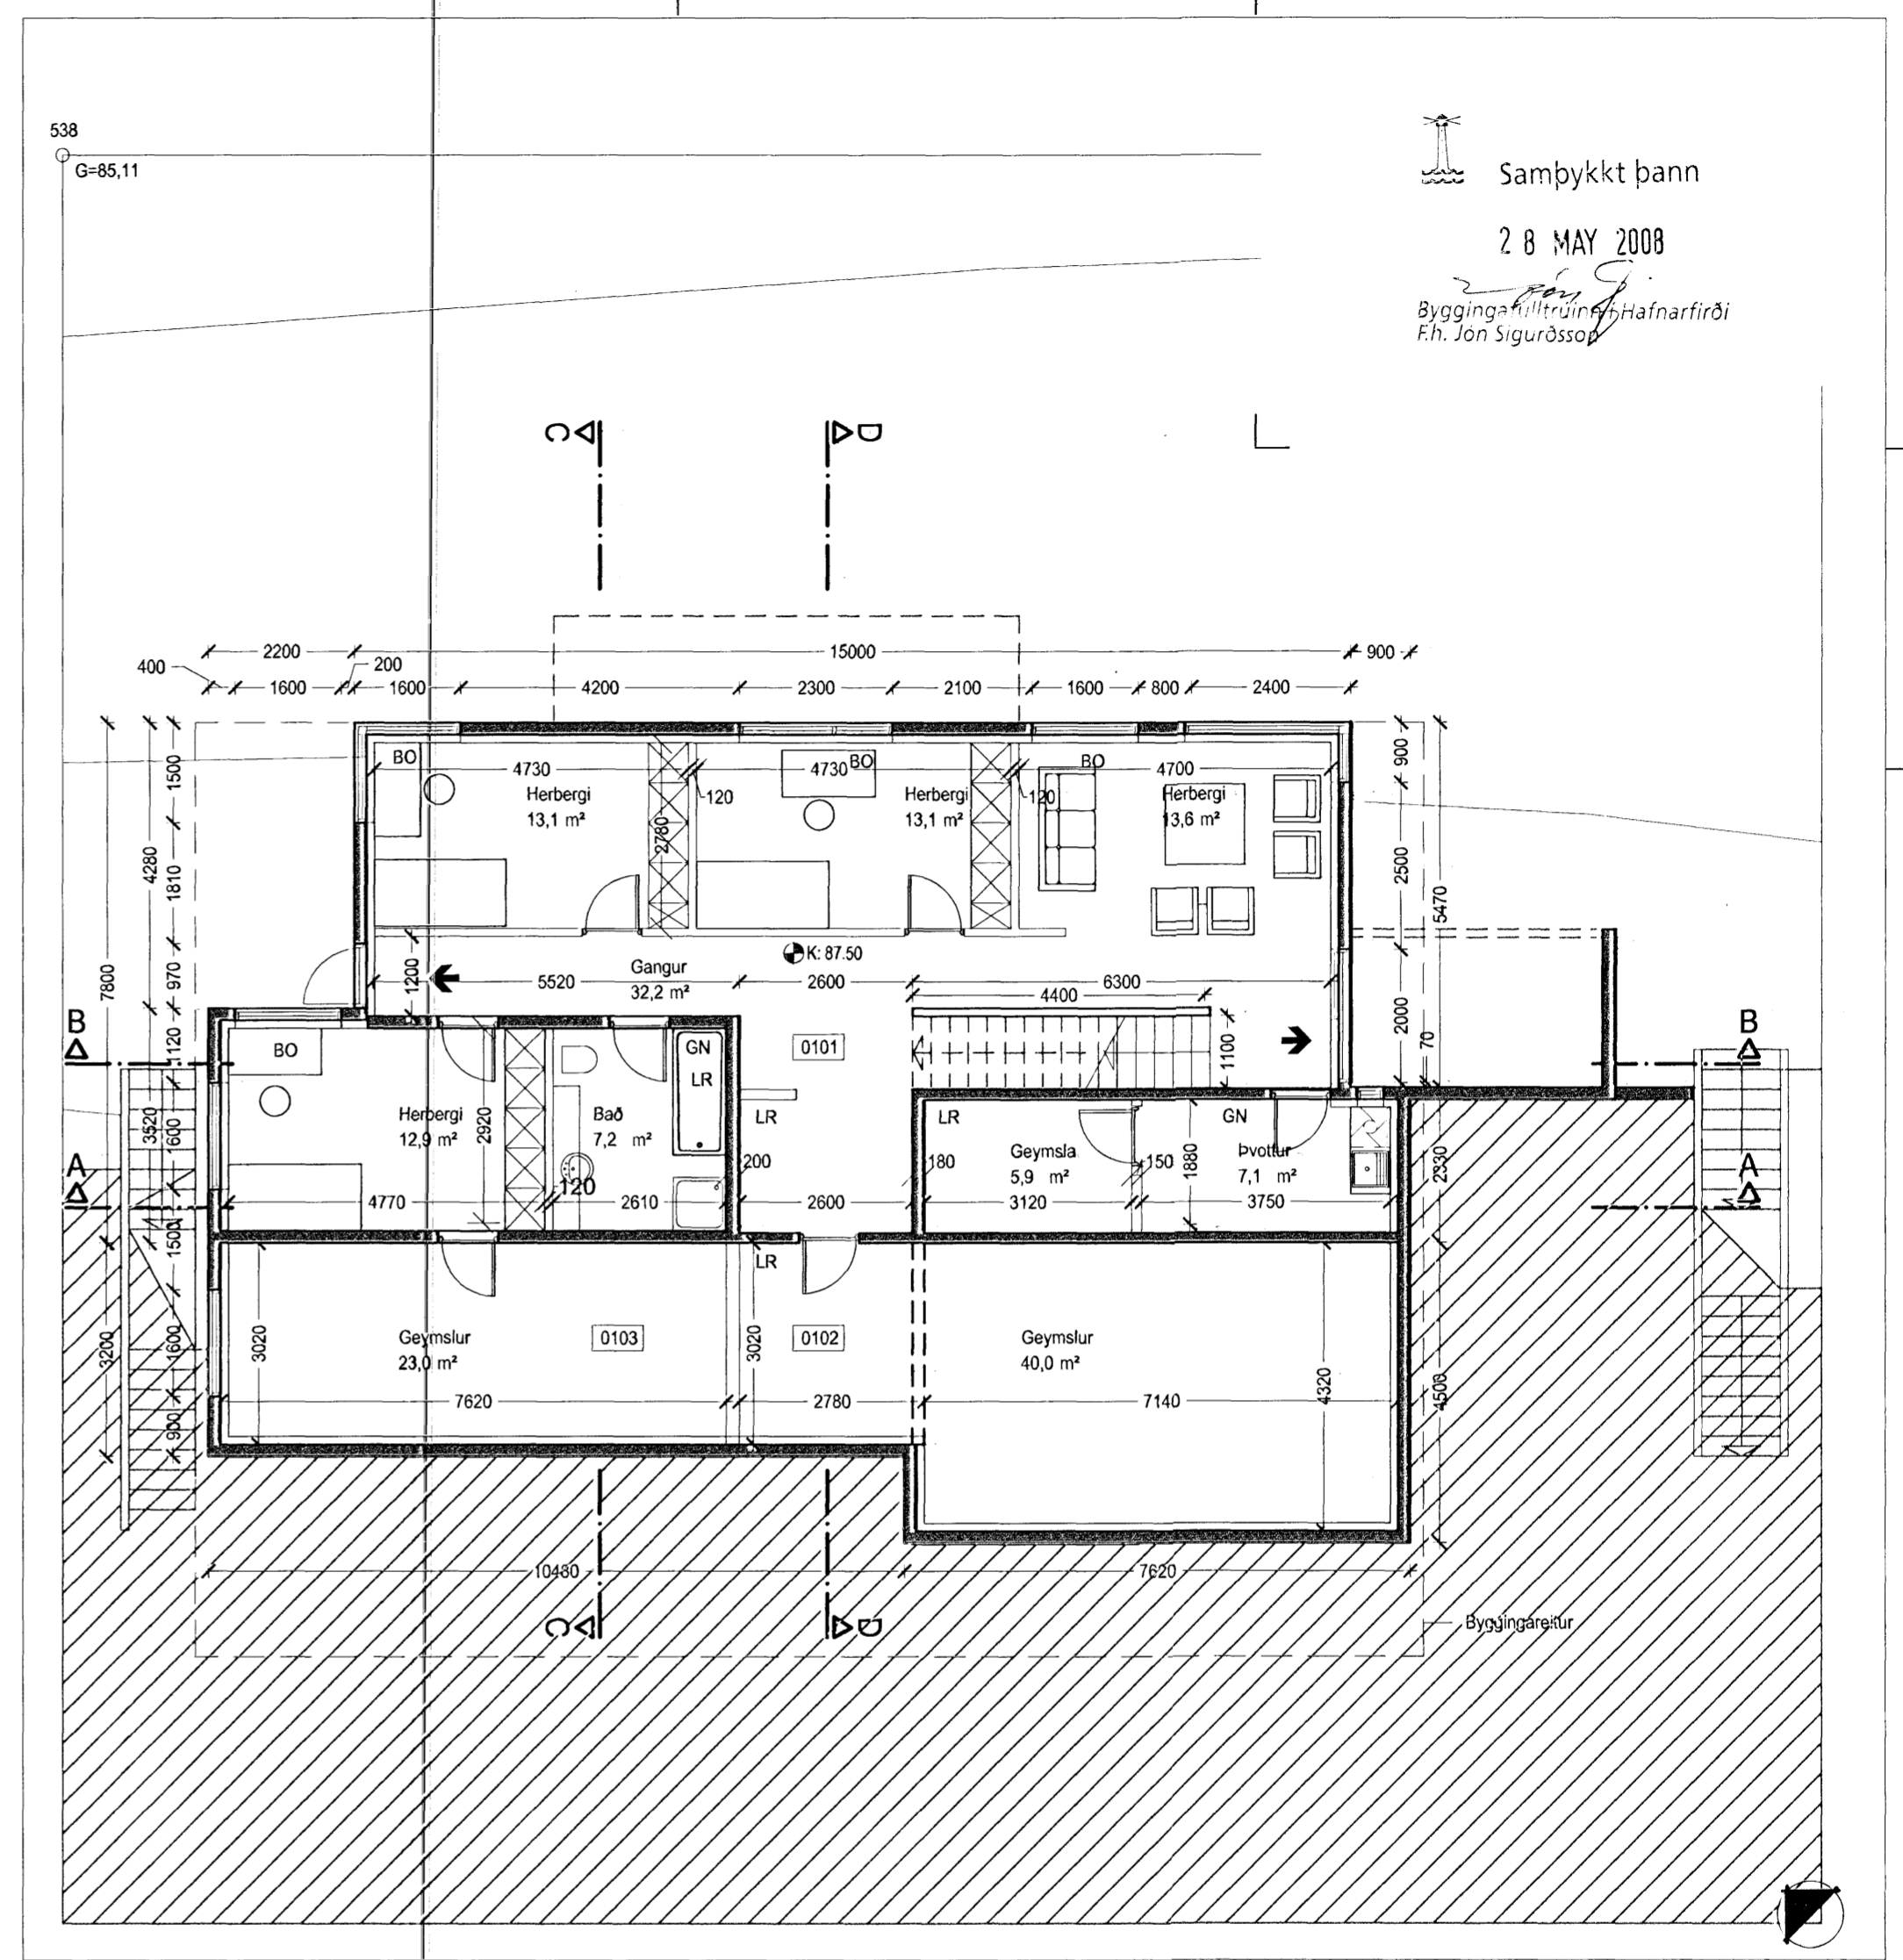 538
G=85,11
Samþykkt þann
28 MAY 2008
Byggingafulltrúinn í Hafnarfirði
F.h. Jón Sigurðsson
C
D
2200
15000
900
400
200
1600
1600
4200
2300
2100
1600
800
2400
7800
4280
1500
1810
970
1120
3520
1600
1500
3200
1600
900
BO
4730
Herbergi
13,1 m²
2780
120
4730
BO
Herbergi
13,1 m²
120
BO
4700
Herbergi
13,6 m²
900
2500
5470
2000
70
K: 87.50
1200
5520
Gangur
32,2 m²
2600
6300
4400
1100
B
B
A
A
BO
Herbergi
12,9 m²
2920
4770
Bað
7,2 m²
120
2610
GN
LR
0101
LR
200
2600
LR
180
Geymsla
5,9 m²
3120
150
1880
GN
Þvottur
7,1 m²
3750
2330
LR
3020
Geymslur
23,0 m²
0103
7620
3020
0102
2780
Geymslur
40,0 m²
7140
4320
4500
10480
7620
C
D
Byggingareitur